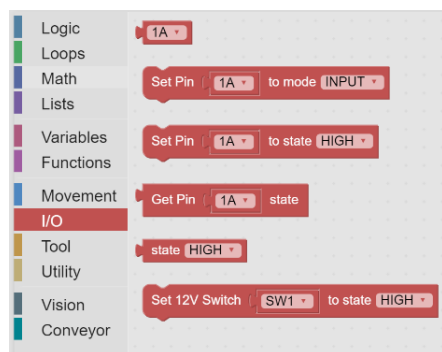 Logic
Loops
Math
Lists
Variables
Functions
Movement
I/O
Tool
Utility
Vision
Conveyor
1A
Set Pin 1A to mode INPUT
Set Pin 1A to state HIGH
Get Pin 1A state
state HIGH
Set 12V Switch SW1 to state HIGH